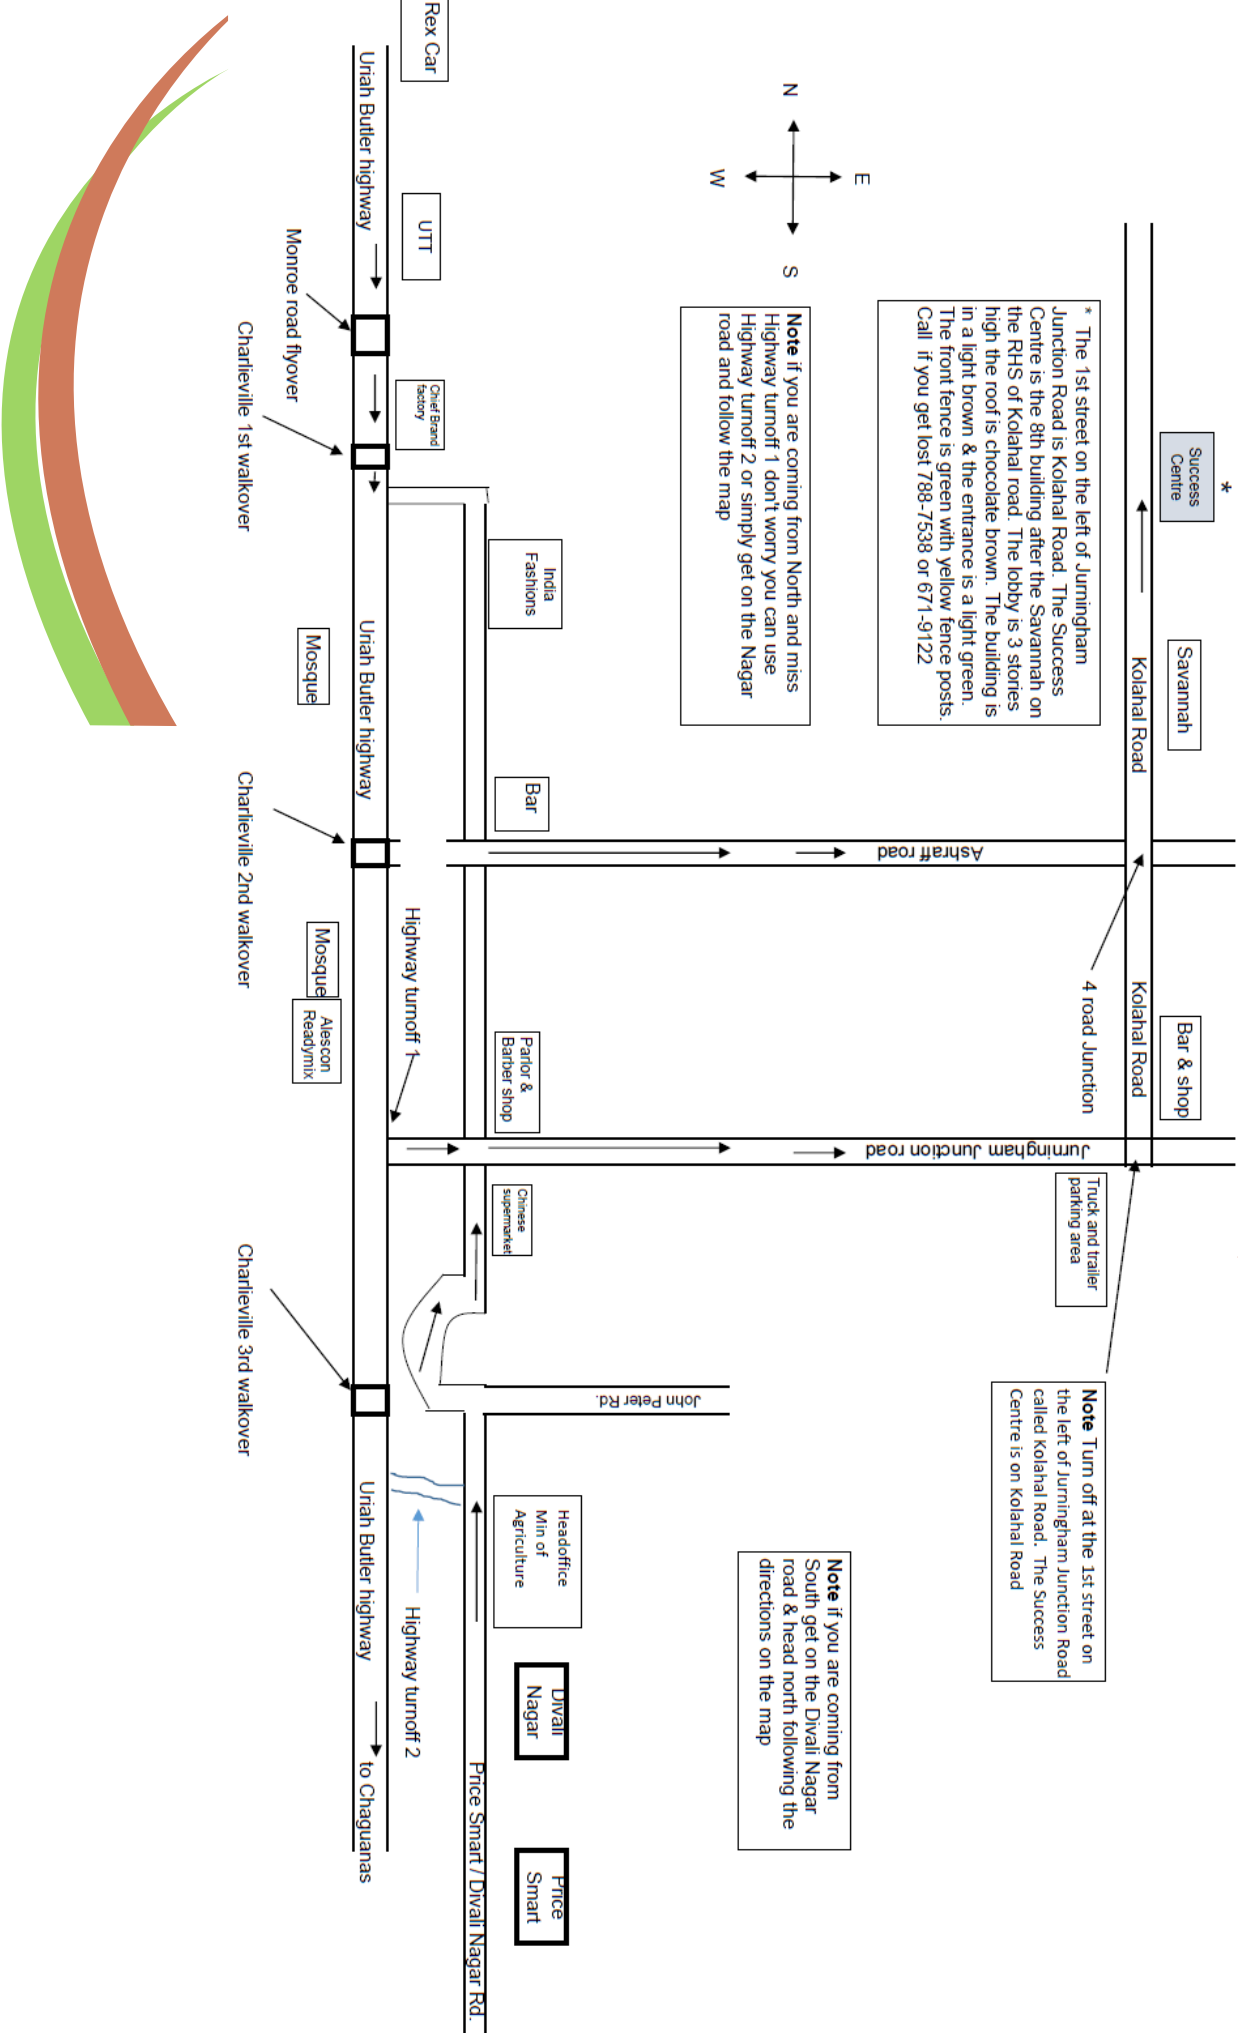 *
Success
Centre
Savannah
Bar & shop
Kolahal Road
Kolahal Road
* The 1st street on the left of Jurningham
Junction Road is Kolahal Road. The Success
Centre is the 8th building after the Savannah on
the RHS of Kolahal road. The lobby is 3 stories
high the roof is chocolate brown. The building is
in a light brown & the entrance is a light green.
The front fence is green with yellow fence posts.
Call if you get lost 788-7538 or 671-9122
4 road Junction
Truck and trailer
parking area
Note Turn off at the 1st street on
the left of Jurningham Junction Road
called Kolahal Road. The Success
Centre is on Kolahal Road
Ashraff road
Jurningham Junction road
E
N
S
W
Note if you are coming from North and miss
Highway turnoff 1 don't worry you can use
Highway turnoff 2 or simply get on the Nagar
road and follow the map
Note if you are coming from
South get on the Divali Nagar
road & head north following the
directions on the map
John Peter Rd.
India
Fashions
Bar
Parlor &
Barber shop
Chinese
supermarket
Headoffice
Min of
Agriculture
Divali
Nagar
Price
Smart
Price Smart / Divali Nagar Rd.
Rex Car
UTT
Chief Brand
factory
Highway turnoff 1
Highway turnoff 2
Uriah Butler highway
Uriah Butler highway
Uriah Butler highway
to Chaguanas
Mosque
Mosque
Alescon
Readymix
Monroe road flyover
Charlieville 1st walkover
Charlieville 2nd walkover
Charlieville 3rd walkover